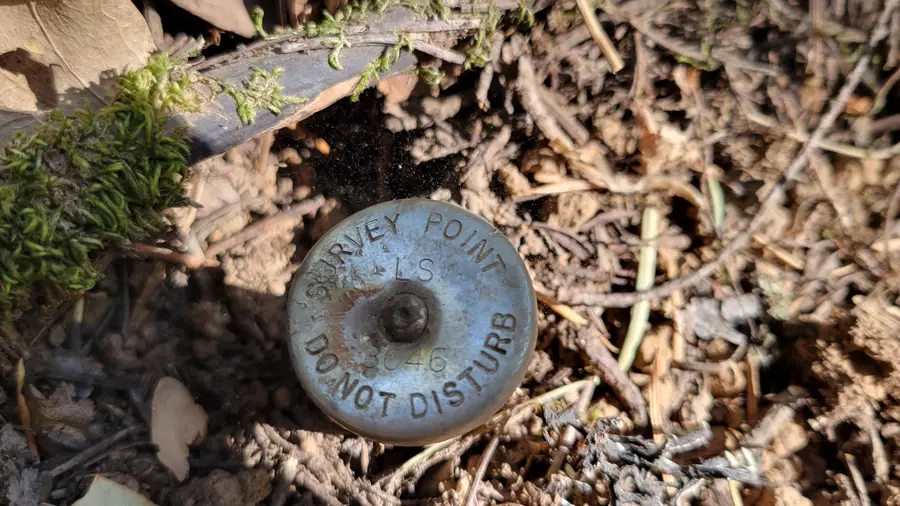 SURVEY POINT
LS
3646
DO NOT DISTURB